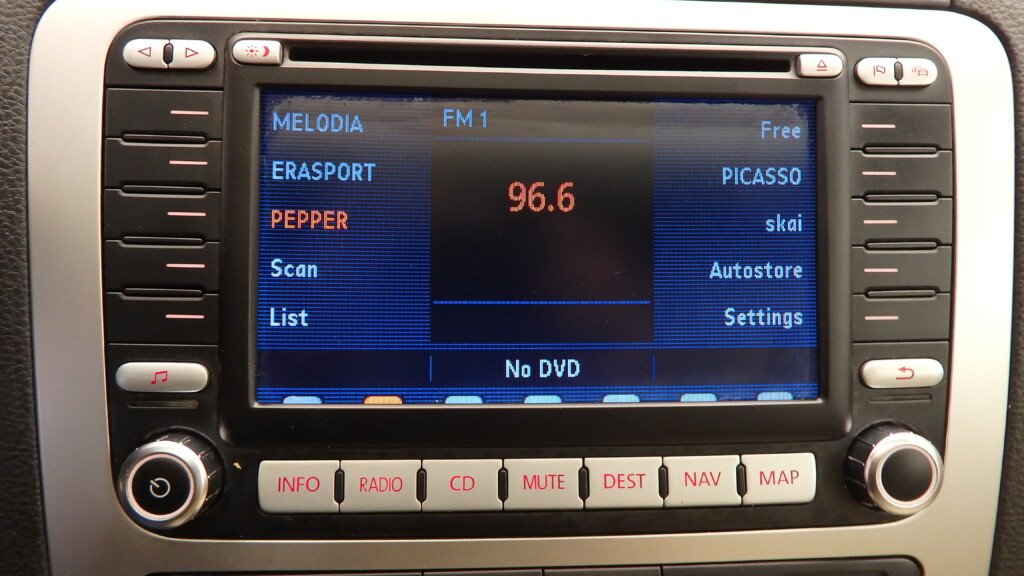 MELODIA
ERASPORT
PEPPER
Scan
List
FM 1
96.6
Free
PICASSO
skai
Autostore
Settings
No DVD
INFO
RADIO
CD
MUTE
DEST
NAV
MAP